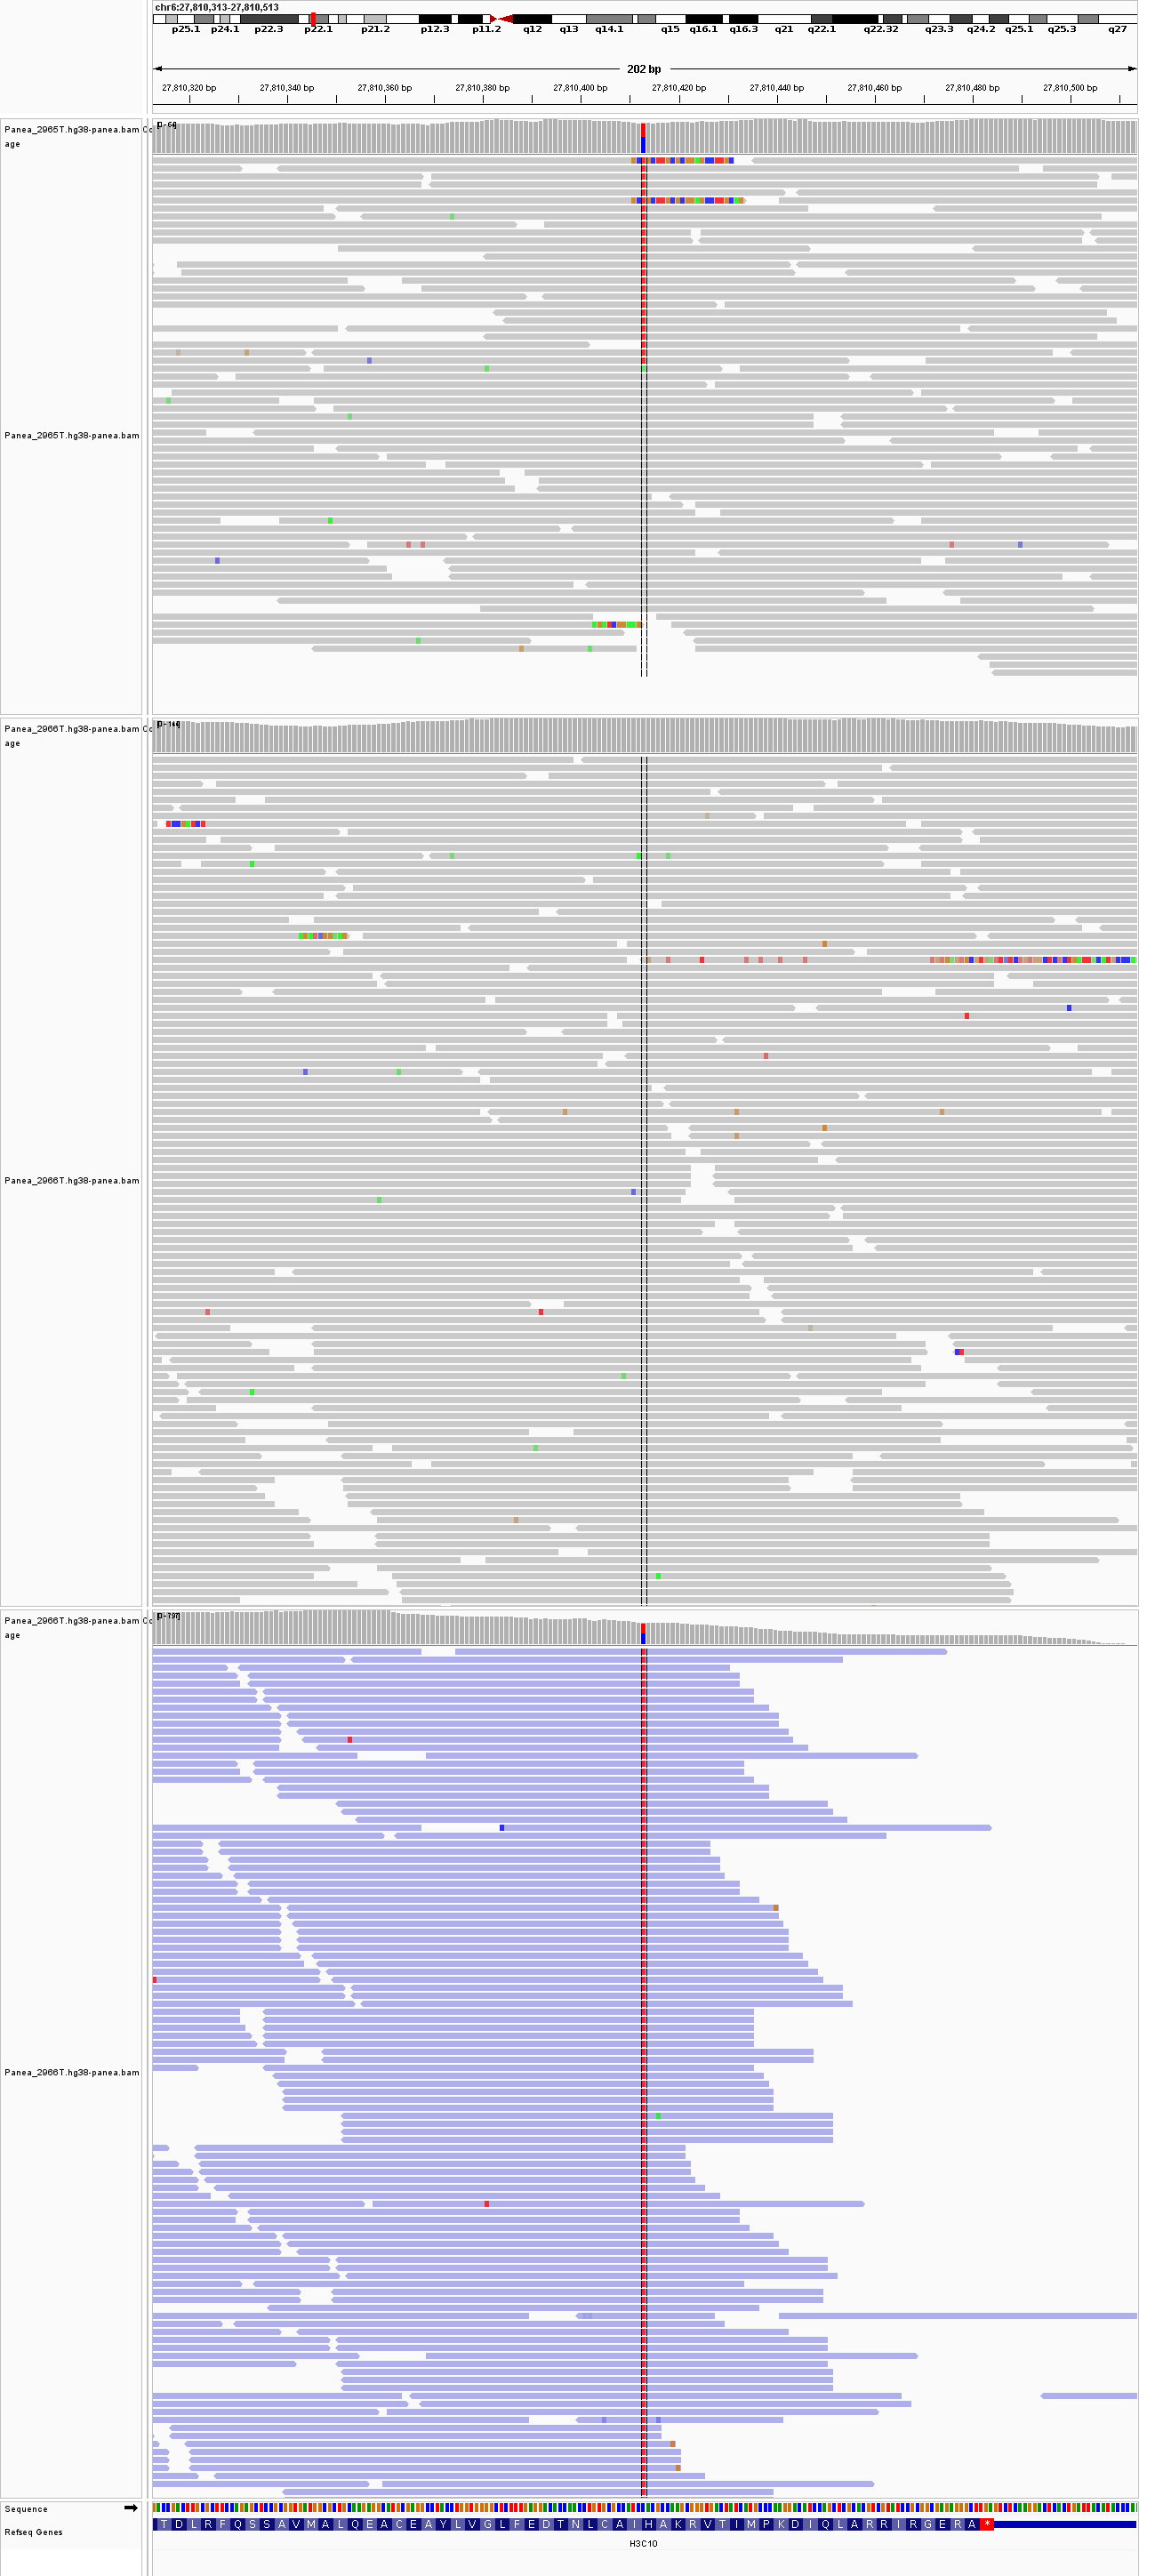 chr6:27,810,313-27,810,513
p25.1 p24.1 p22.3 p22.1 p21.2 p12.3 p11.2 q12 q13 q14.1 q15 q16.1 q16.3 q21 q22.1 q22.32 q23.3 q24.2 q25.1 q25.3 q27
202 bp
27,810,320 bp 27,810,340 bp 27,810,360 bp 27,810,380 bp 27,810,400 bp 27,810,420 bp 27,810,440 bp 27,810,460 bp 27,810,480 bp 27,810,500 bp
Panea_2965T.hg38-panea.bam Co
age
Panea_2965T.hg38-panea.bam
Panea_2966T.hg38-panea.bam Co
age
Panea_2966T.hg38-panea.bam
Panea_2966T.hg38-panea.bam Co
age
Panea_2966T.hg38-panea.bam
Sequence
Refseq Genes
T D L R F Q S S A V M A L Q E A C E A Y L V G L F E D T N L C A I H A K R V T I M P K D I Q L A R R I R G E R A *
H3C10